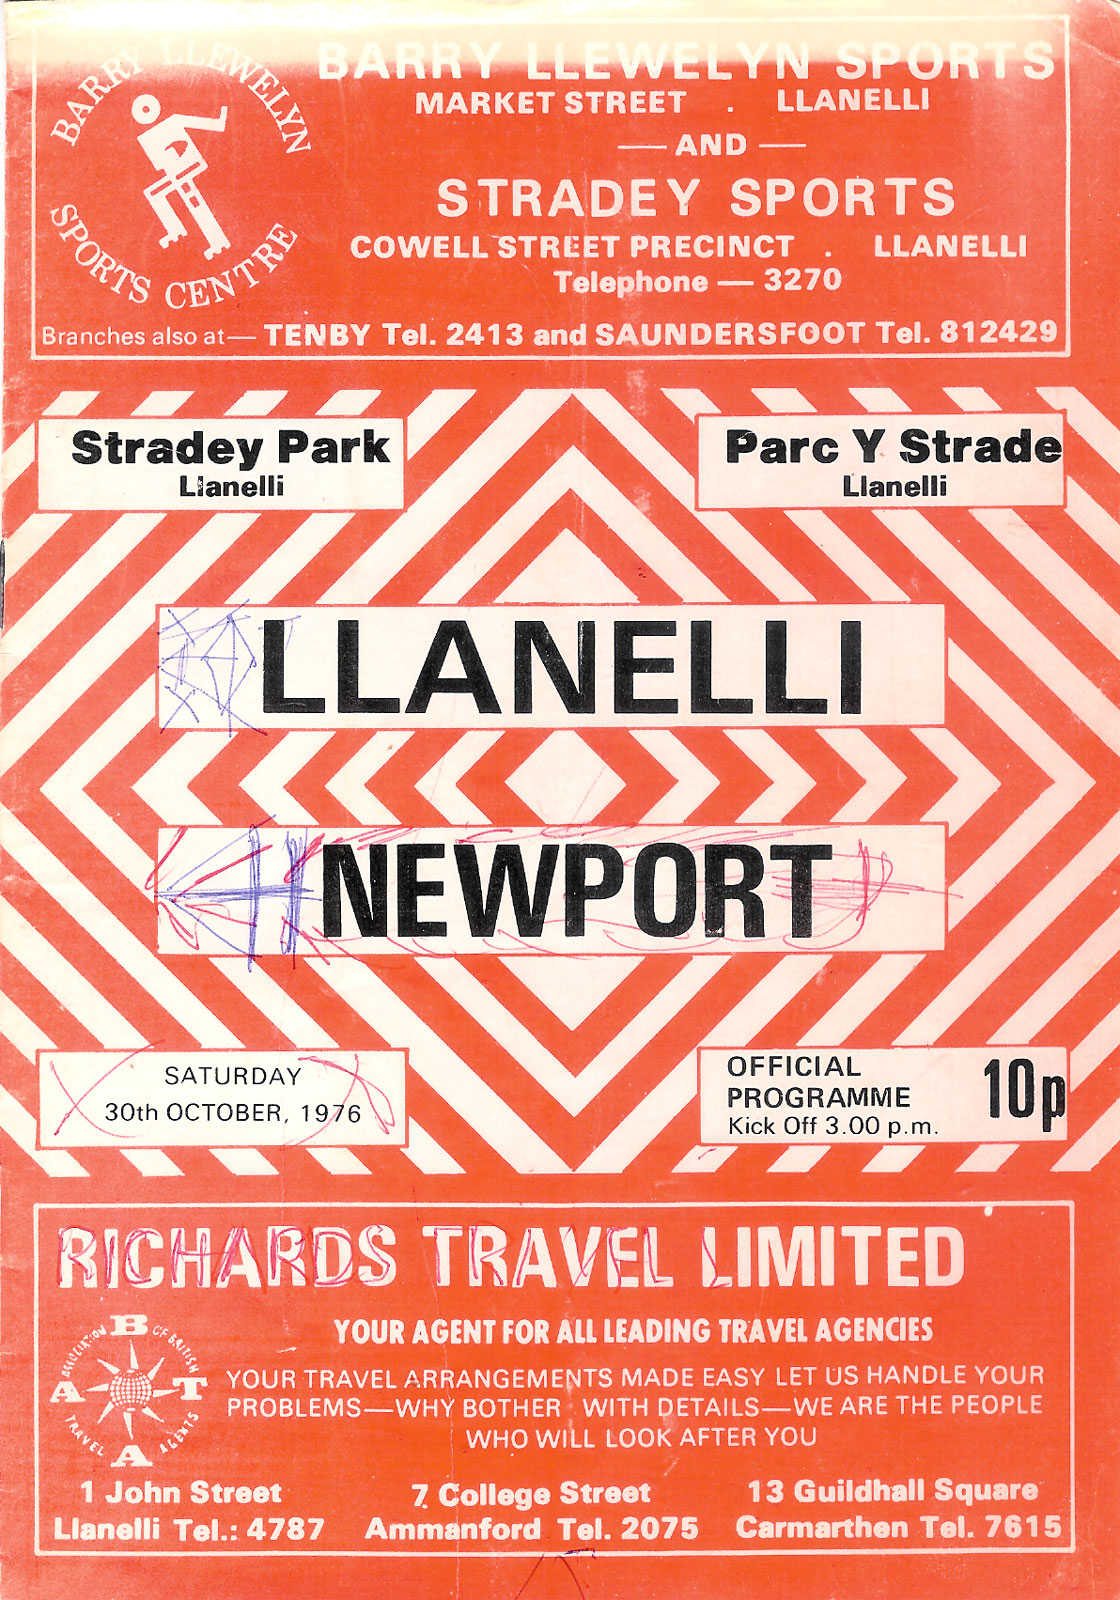 BARRY LLEWELYN
SPORTS CENTRE
BARRY LLEWELYN SPORTS
MARKET STREET . LLANELLI
— AND —
STRADEY SPORTS
COWELL STREET PRECINCT . LLANELLI
Telephone — 3270
Branches also at— TENBY Tel. 2413 and SAUNDERSFOOT Tel. 812429
Stradey Park
Llanelli
Parc Y Strade
Llanelli
LLANELLI
NEWPORT
SATURDAY
30th OCTOBER, 1976
OFFICIAL
PROGRAMME
Kick Off 3.00 p.m.
10p
RICHARDS TRAVEL LIMITED
YOUR AGENT FOR ALL LEADING TRAVEL AGENCIES
ABTA
ASSOCIATION OF BRITISH
TRAVEL AGENTS
YOUR TRAVEL ARRANGEMENTS MADE EASY LET US HANDLE YOUR
PROBLEMS—WHY BOTHER WITH DETAILS—WE ARE THE PEOPLE
WHO WILL LOOK AFTER YOU
1 John Street
Llanelli Tel.: 4787
7 College Street
Ammanford Tel. 2075
13 Guildhall Square
Carmarthen Tel. 7615